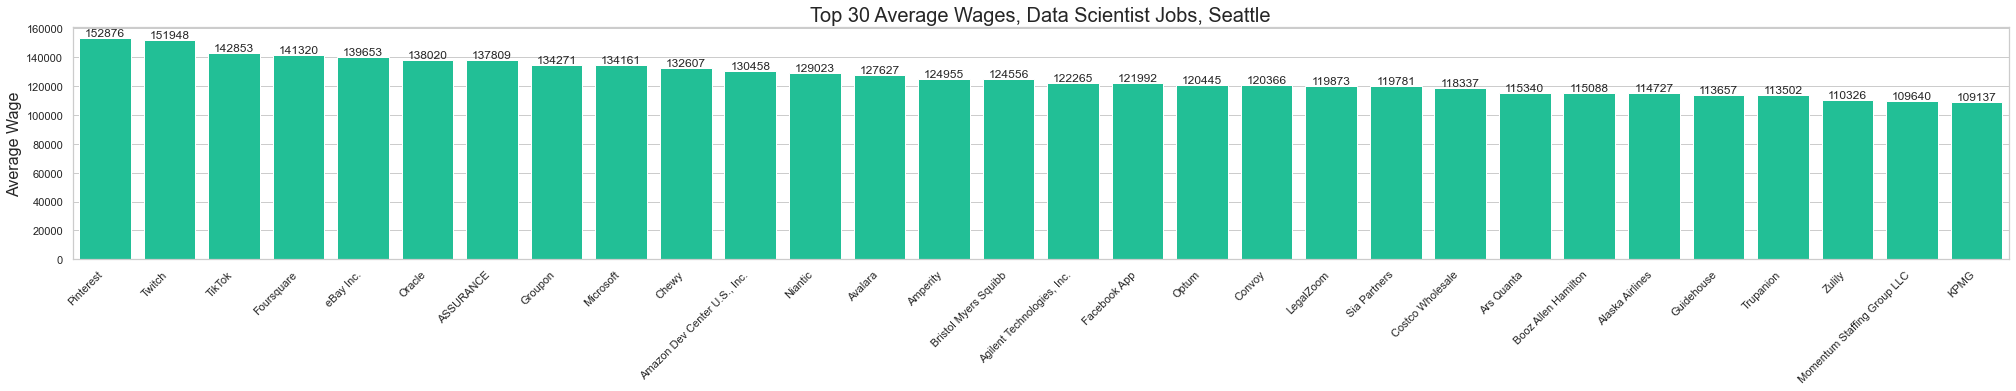 Top 30 Average Wages, Data Scientist Jobs, Seattle
Average Wage
160000
140000
120000
100000
80000
60000
40000
20000
0
152876
151948
142853
141320
139653
138020
137809
134271
134161
132607
130458
129023
127627
124955
124556
122265
121992
120445
120366
119873
119781
118337
115340
115088
114727
113657
113502
110326
109640
109137
Pinterest
Twitch
TikTok
Foursquare
eBay Inc.
Oracle
ASSURANCE
Groupon
Microsoft
Chewy
Amazon Dev Center U.S., Inc.
Niantic
Avalara
Amperity
Bristol Myers Squibb
Agilent Technologies, Inc.
Facebook App
Optum
Convoy
LegalZoom
Sia Partners
Costco Wholesale
Ars Quanta
Booz Allen Hamilton
Alaska Airlines
Guidehouse
Trupanion
Zulily
Momentum Staffing Group LLC
KPMG